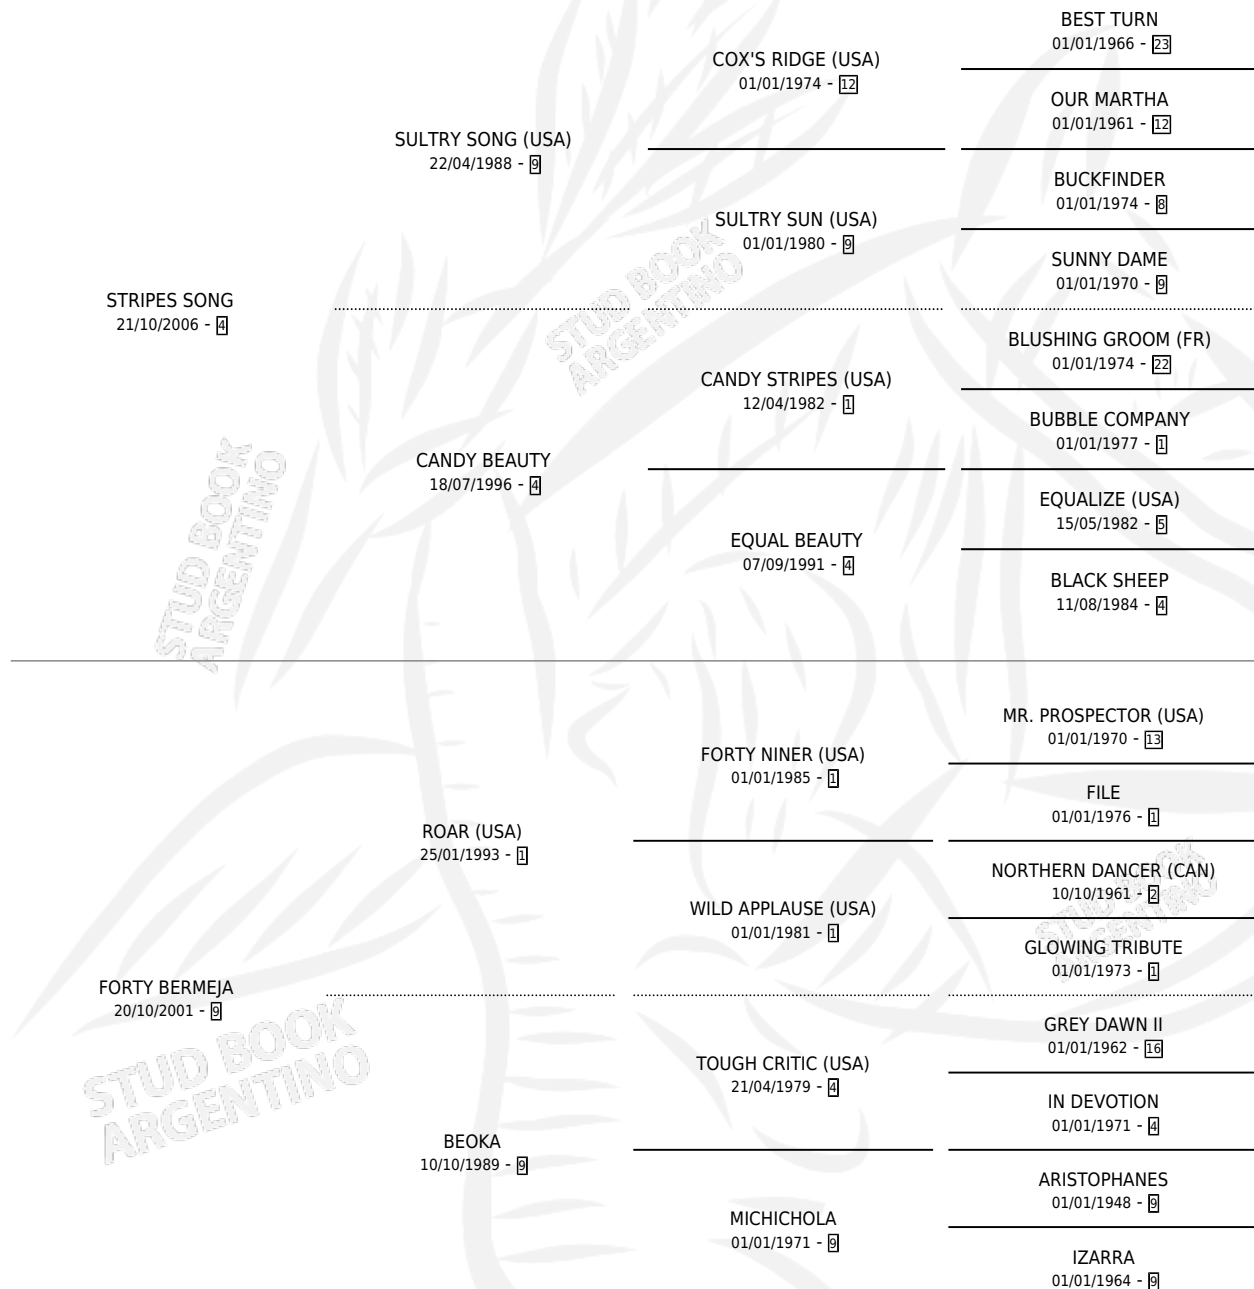 BEST TURN
01/01/1966 - 23
COX'S RIDGE (USA)
01/01/1974 - 12
OUR MARTHA
01/01/1961 - 12
SULTRY SONG (USA)
22/04/1988 - 9
BUCKFINDER
01/01/1974 - 8
SULTRY SUN (USA)
01/01/1980 - 9
SUNNY DAME
01/01/1970 - 9
STRIPES SONG
21/10/2006 - 4
BLUSHING GROOM (FR)
01/01/1974 - 22
CANDY STRIPES (USA)
12/04/1982 - 1
BUBBLE COMPANY
01/01/1977 - 1
CANDY BEAUTY
18/07/1996 - 4
EQUALIZE (USA)
15/05/1982 - 5
EQUAL BEAUTY
07/09/1991 - 4
BLACK SHEEP
11/08/1984 - 4
MR. PROSPECTOR (USA)
01/01/1970 - 13
FORTY NINER (USA)
01/01/1985 - 1
FILE
01/01/1976 - 1
ROAR (USA)
25/01/1993 - 1
NORTHERN DANCER (CAN)
10/10/1961 - 2
WILD APPLAUSE (USA)
01/01/1981 - 1
GLOWING TRIBUTE
01/01/1973 - 1
FORTY BERMEJA
20/10/2001 - 9
GREY DAWN II
01/01/1962 - 16
TOUGH CRITIC (USA)
21/04/1979 - 4
IN DEVOTION
01/01/1971 - 4
BEOKA
10/10/1989 - 9
ARISTOPHANES
01/01/1948 - 9
MICHICHOLA
01/01/1971 - 9
IZARRA
01/01/1964 - 9
STUD BOOK
ARGENTINO
STUD BOOK
ARGENTINO
STUD BOOK
ARGENTINO
STUD BOOK
ARGENTINO